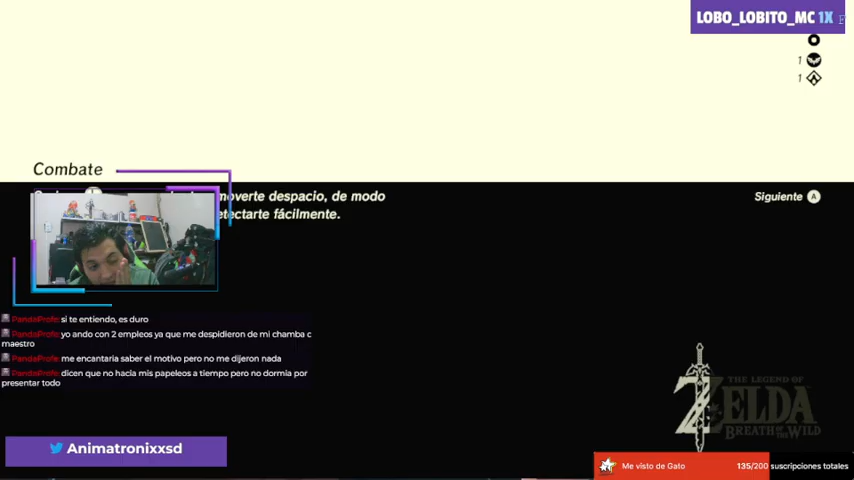 LOBO_LOBITO_MC 1X
1
1
Combate
moverte despacio, de modo
etectarte fácilmente.
Siguiente A
PandaProfe: si te entiendo, es duro
PandaProfe: yo ando con 2 empleos ya que me despidieron de mi chamba c
maestro
PandaProfe: me encantaria saber el motivo pero no me dijeron nada
PandaProfe: dicen que no hacia mis papeleos a tiempo pero no dormia por
presentar todo
THE LEGEND OF
ZELDA
BREATH OF THE WILD
Animatronixxsd
Me visto de Gato 135/200 suscripciones totales